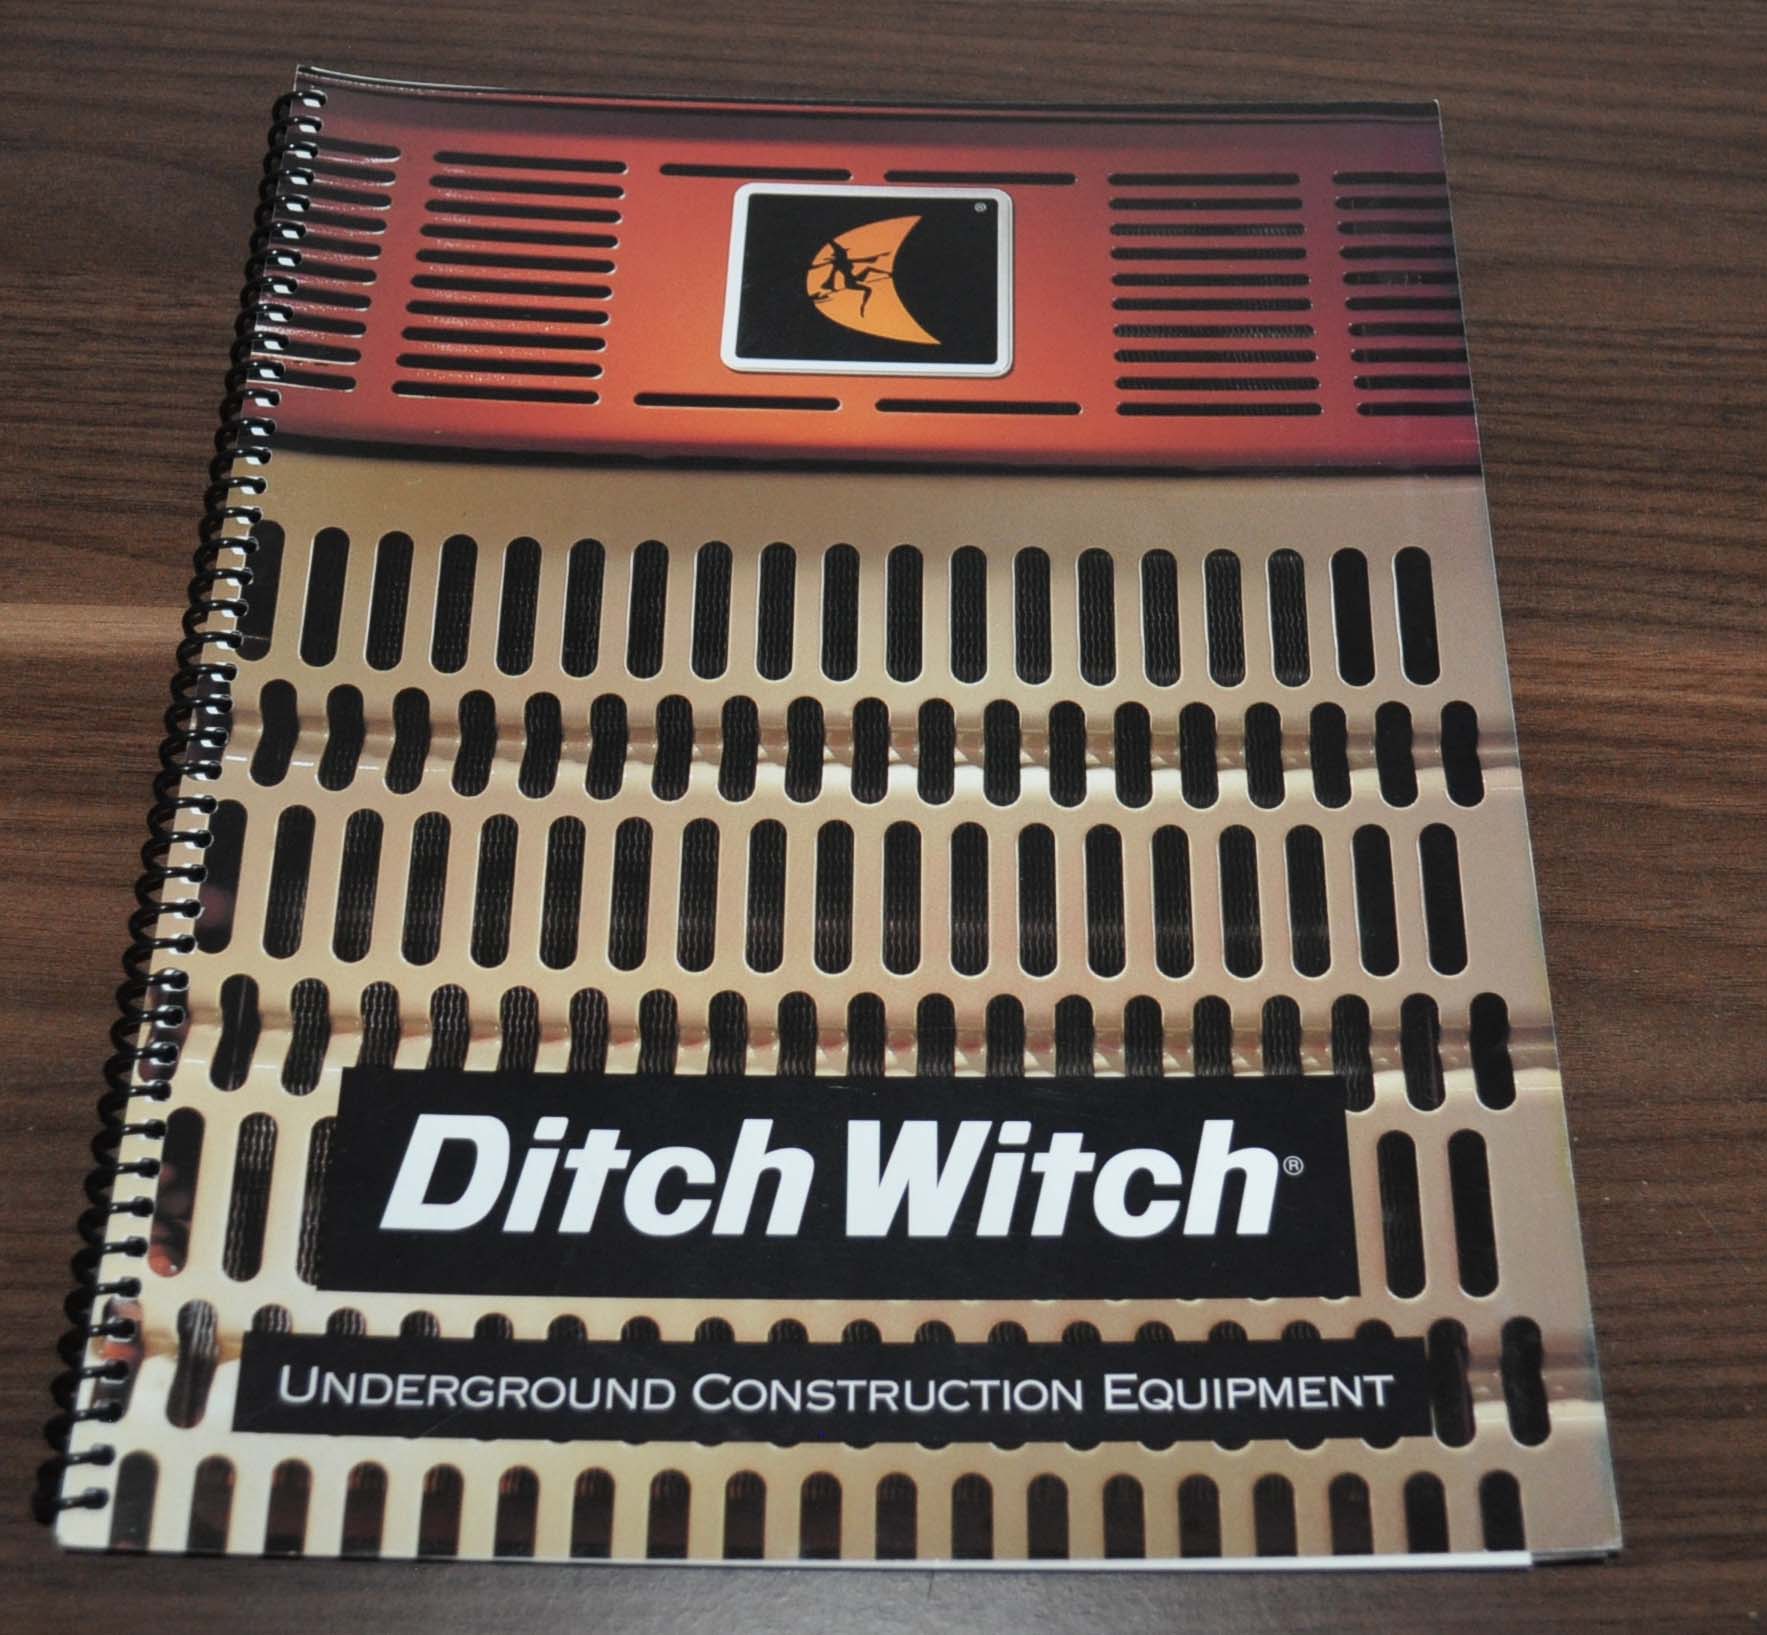 ®
Ditch Witch®
UNDERGROUND CONSTRUCTION EQUIPMENT